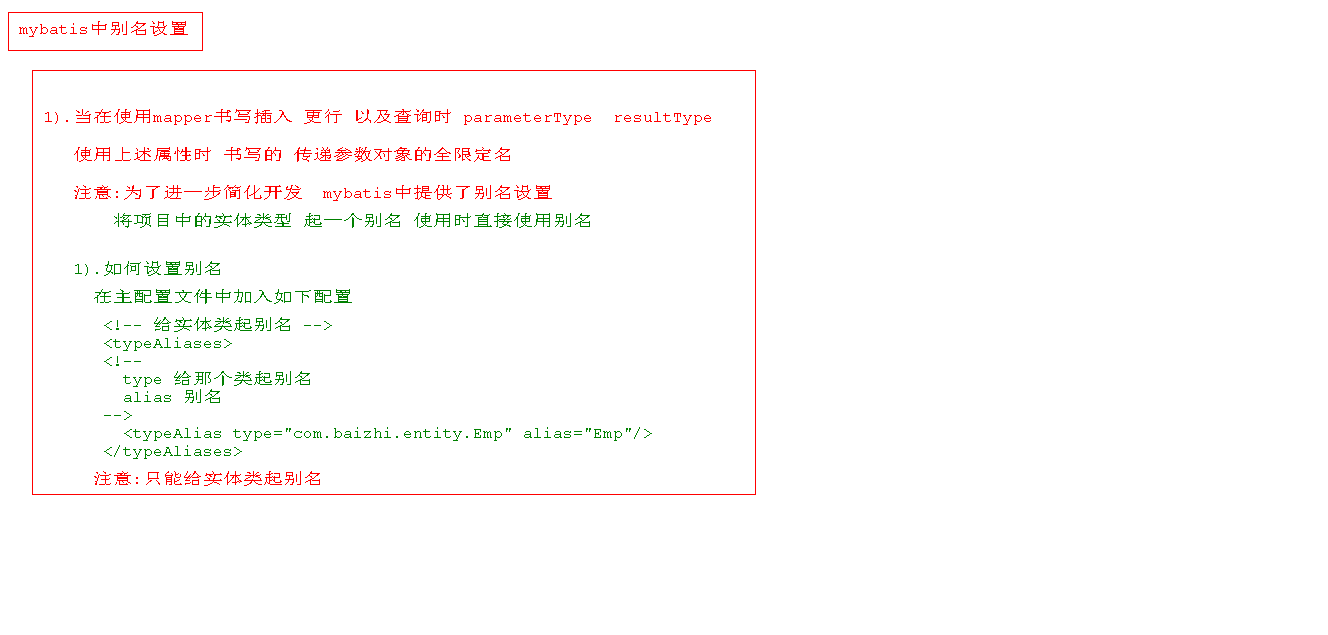 mybatis中别名设置
1).当在使用mapper书写插入 更行 以及查询时 parameterType  resultType
使用上述属性时 书写的 传递参数对象的全限定名
注意:为了进一步简化开发  mybatis中提供了别名设置
将项目中的实体类型 起一个别名 使用时直接使用别名
1).如何设置别名
在主配置文件中加入如下配置
<!-- 给实体类起别名 -->
<typeAliases>
<!--
type 给那个类起别名
alias 别名
-->
<typeAlias type="com.baizhi.entity.Emp" alias="Emp"/>
</typeAliases>
注意:只能给实体类起别名